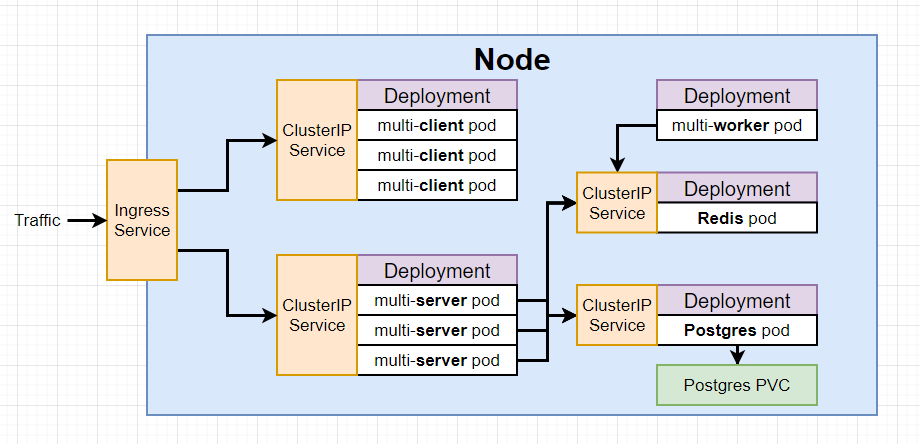 Node
Traffic
Ingress
Service
ClusterIP
Service
Deployment
multi-client pod
multi-client pod
multi-client pod
ClusterIP
Service
Deployment
multi-server pod
multi-server pod
multi-server pod
Deployment
multi-worker pod
ClusterIP
Service
Deployment
Redis pod
ClusterIP
Service
Deployment
Postgres pod
Postgres PVC